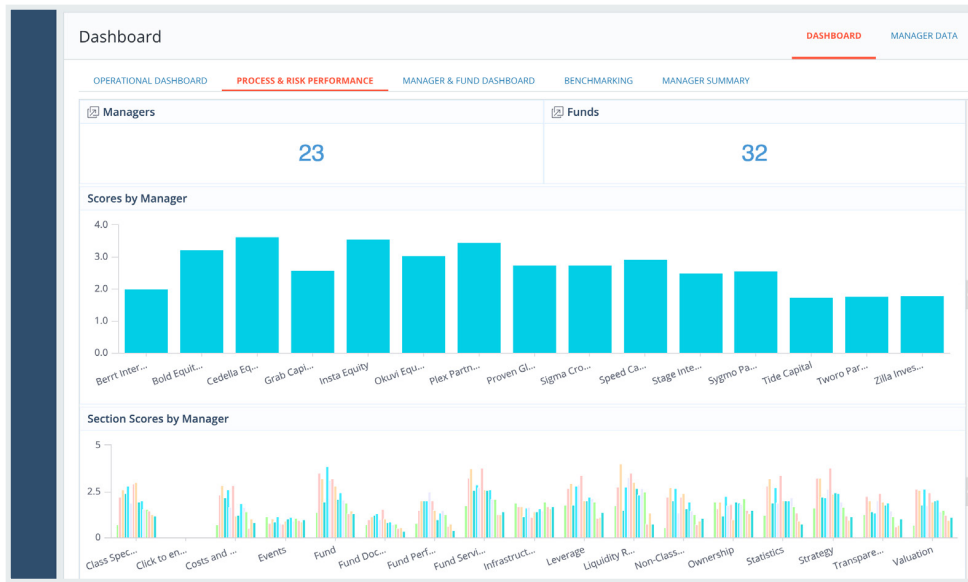 Dashboard
DASHBOARD MANAGER DATA
OPERATIONAL DASHBOARD PROCESS & RISK PERFORMANCE MANAGER & FUND DASHBOARD BENCHMARKING MANAGER SUMMARY
Managers
23
Funds
32
Scores by Manager
4.0
3.0
2.0
1.0
0.0
Berrt Inter...
Bold Equit...
Cedella Eq...
Grab Capi...
Insta Equity
Okuvi Equ...
Plex Partn...
Proven Gl...
Sigma Cro...
Speed Ca...
Stage Inte...
Sygmo Pa...
Tide Capital
Tworo Par...
Zilla Inves...
Section Scores by Manager
5
2.5
0
Class Spec...
Click to en...
Costs and ...
Events
Fund
Fund Doc...
Fund Perf...
Fund Servi...
Infrastruct...
Leverage
Liquidity R...
Non-Class...
Ownership
Statistics
Strategy
Transpare...
Valuation